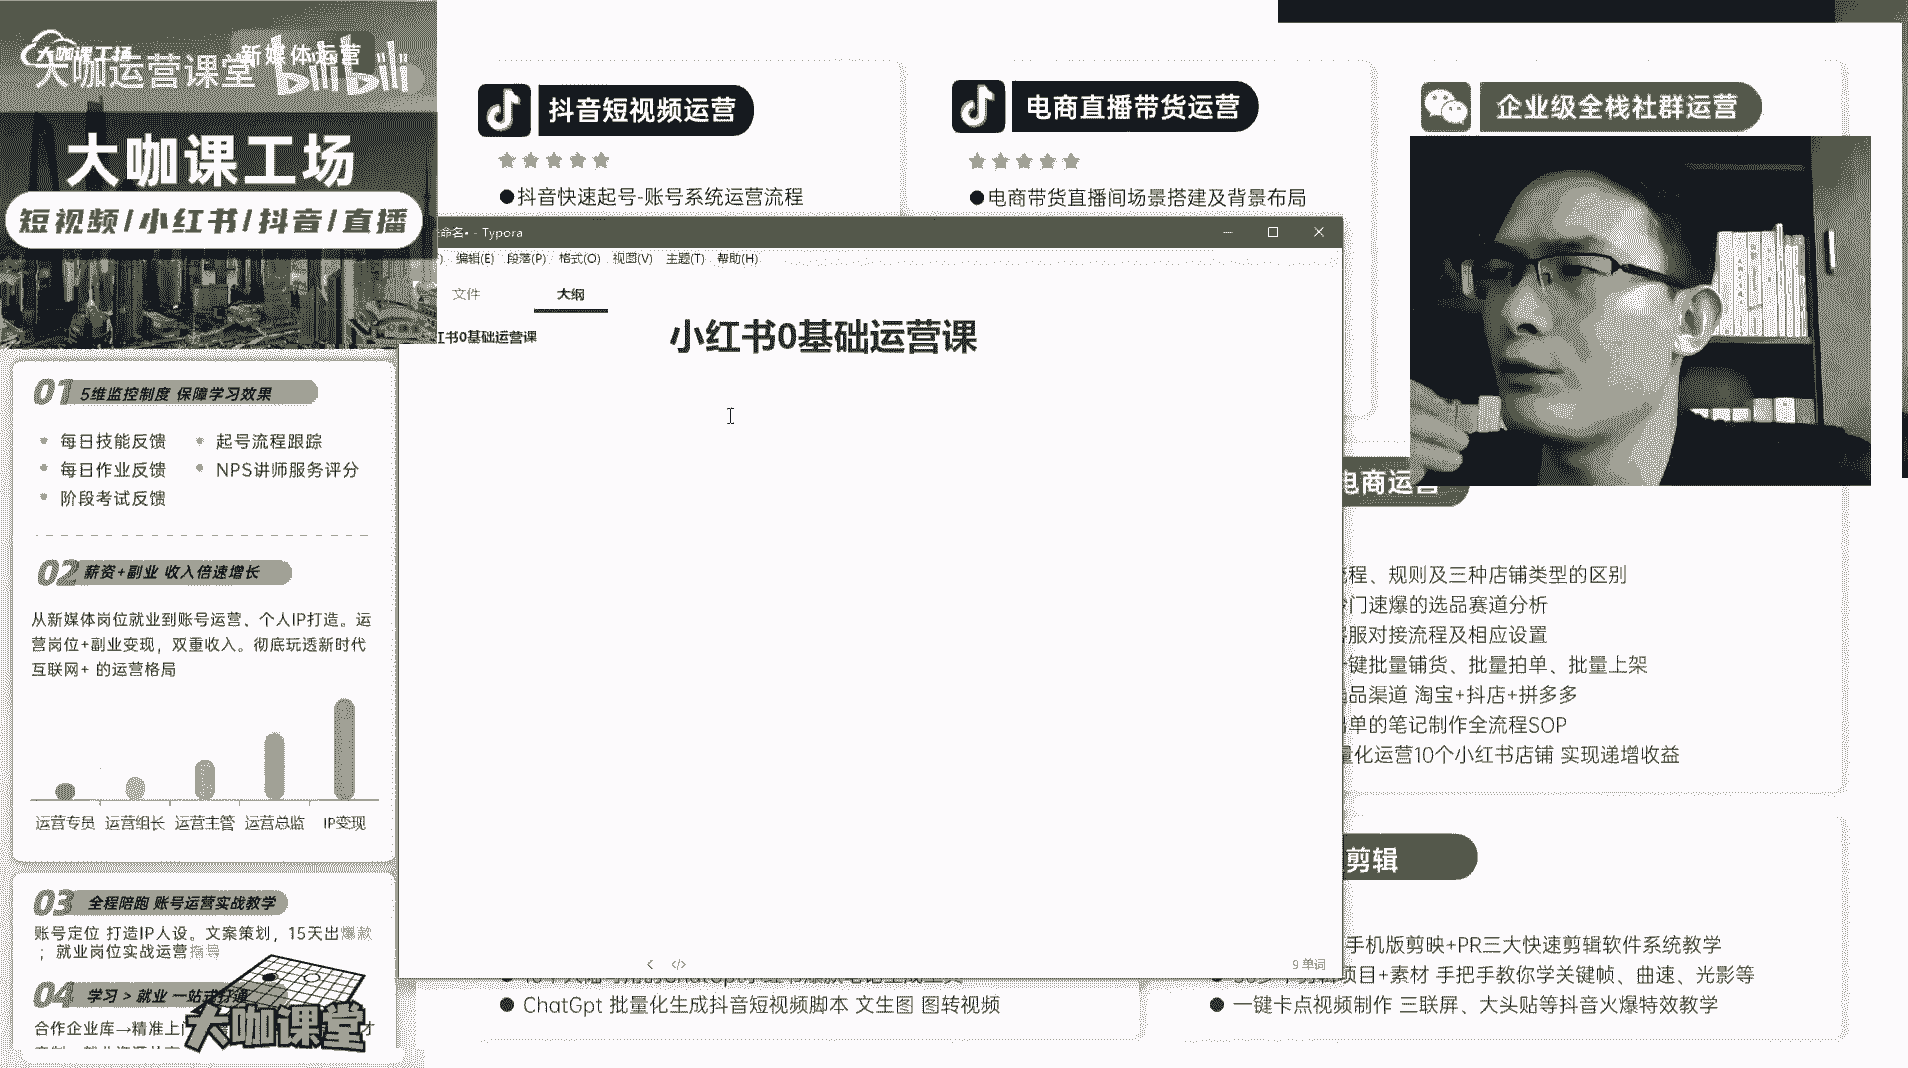 大咖课工场
新媒体运营
大咖运营课堂
bilibili
大咖课工场
短视频/小红书/抖音/直播
01 5维监控制度 保障学习效果
每日技能反馈
起号流程跟踪
每日作业反馈
NPS讲师服务评分
阶段考试反馈
02 薪资+副业 收入倍速增长
从新媒体岗位就业到账号运营、个人IP打造。运
营岗位+副业变现，双重收入。彻底玩透新时代
互联网+ 的运营格局
运营专员 运营组长 运营主管 运营总监 IP变现
03 全程陪跑 账号运营实战教学
账号定位 打造IP人设。文案策划，15天出爆款
；就业岗位实战运营指导
04 学习 > 就业 一站式打通
合作企业库→精准上门
大咖课堂
抖音短视频运营
●抖音快速起号-账号系统运营流程
电商直播带货运营
●电商带货直播间场景搭建及背景布局
企业级全栈社群运营
命名• - Typora
编辑(E) 段落(P) 格式(O) 视图(V) 主题(T) 帮助(H)
文件
大纲
书0基础运营课
小红书0基础运营课
9 单词
电商运营
程、规则及三种店铺类型的区别
门速爆的选品赛道分析
服对接流程及相应设置
键批量铺货、批量拍单、批量上架
品渠道 淘宝+抖店+拼多多
单的笔记制作全流程SOP
量化运营10个小红书店铺 实现递增收益
剪辑
手机版剪映+PR三大快速剪辑软件系统教学
项目+素材 手把手教你学关键帧、曲速、光影等
● 一键卡点视频制作 三联屏、大头贴等抖音火爆特效教学
● ChatGpt 批量化生成抖音短视频脚本 文生图 图转视频